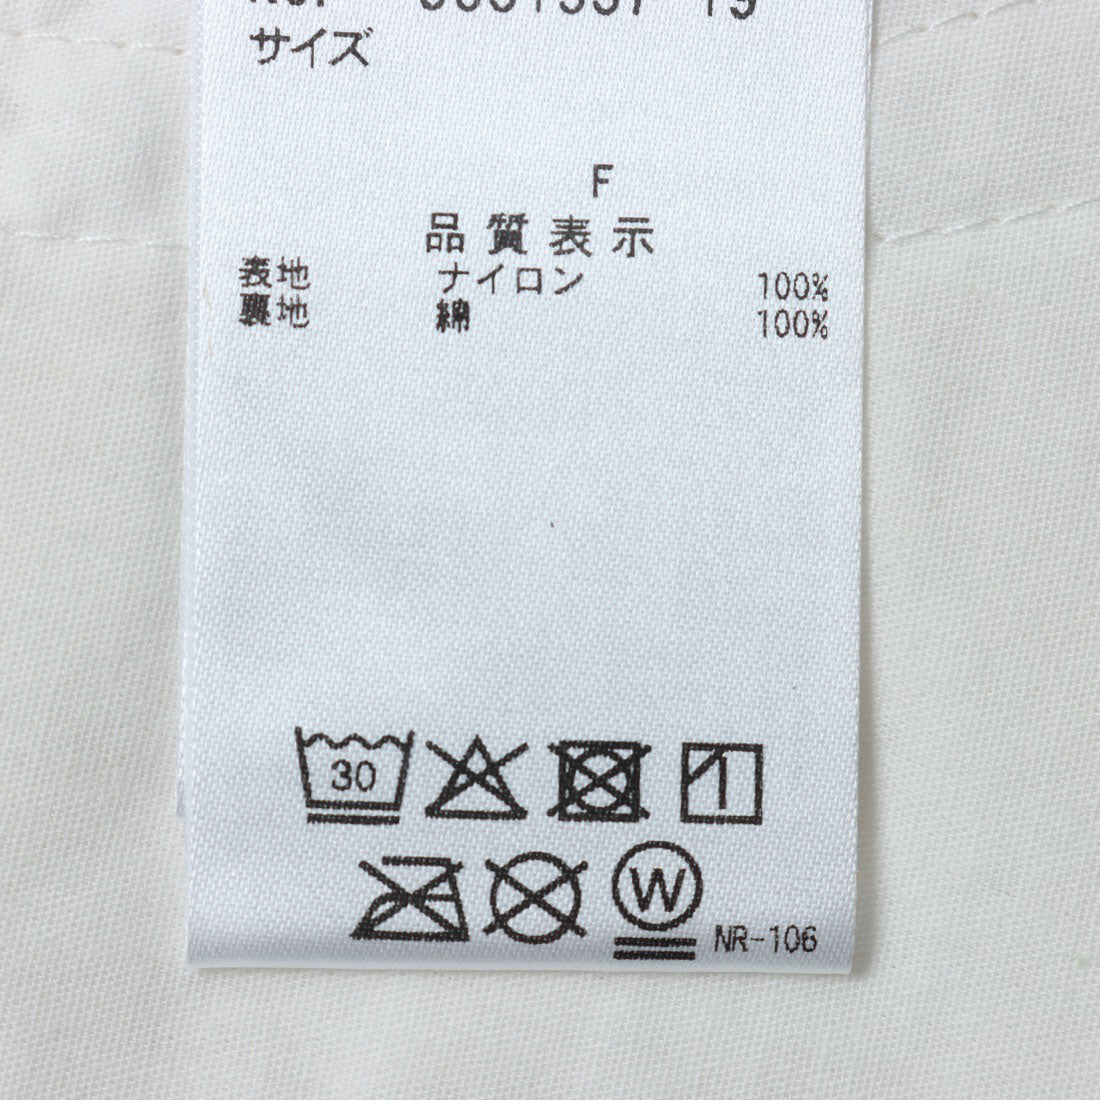 サイズ
F
品質表示
表地 ナイロン 100%
裏地 綿 100%
30
W
NR-106